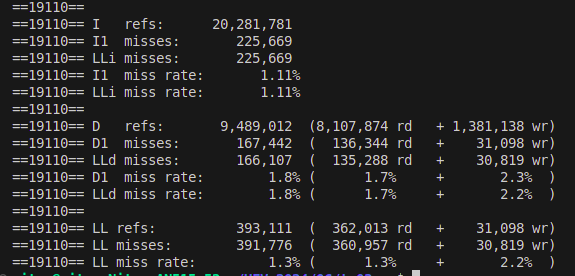 ==19110==
==19110== I   refs:      20,281,781
==19110== I1  misses:       225,669
==19110== LLi misses:       225,669
==19110== I1  miss rate:       1.11%
==19110== LLi miss rate:       1.11%
==19110==
==19110== D   refs:       9,489,012  (8,107,874 rd   + 1,381,138 wr)
==19110== D1  misses:       167,442  (  136,344 rd   +    31,098 wr)
==19110== LLd misses:       166,107  (  135,288 rd   +    30,819 wr)
==19110== D1  miss rate:        1.8% (      1.7%     +       2.3%  )
==19110== LLd miss rate:        1.8% (      1.7%     +       2.2%  )
==19110==
==19110== LL refs:          393,111  (  362,013 rd   +    31,098 wr)
==19110== LL misses:        391,776  (  360,957 rd   +    30,819 wr)
==19110== LL miss rate:         1.3% (      1.3%     +       2.2%  )